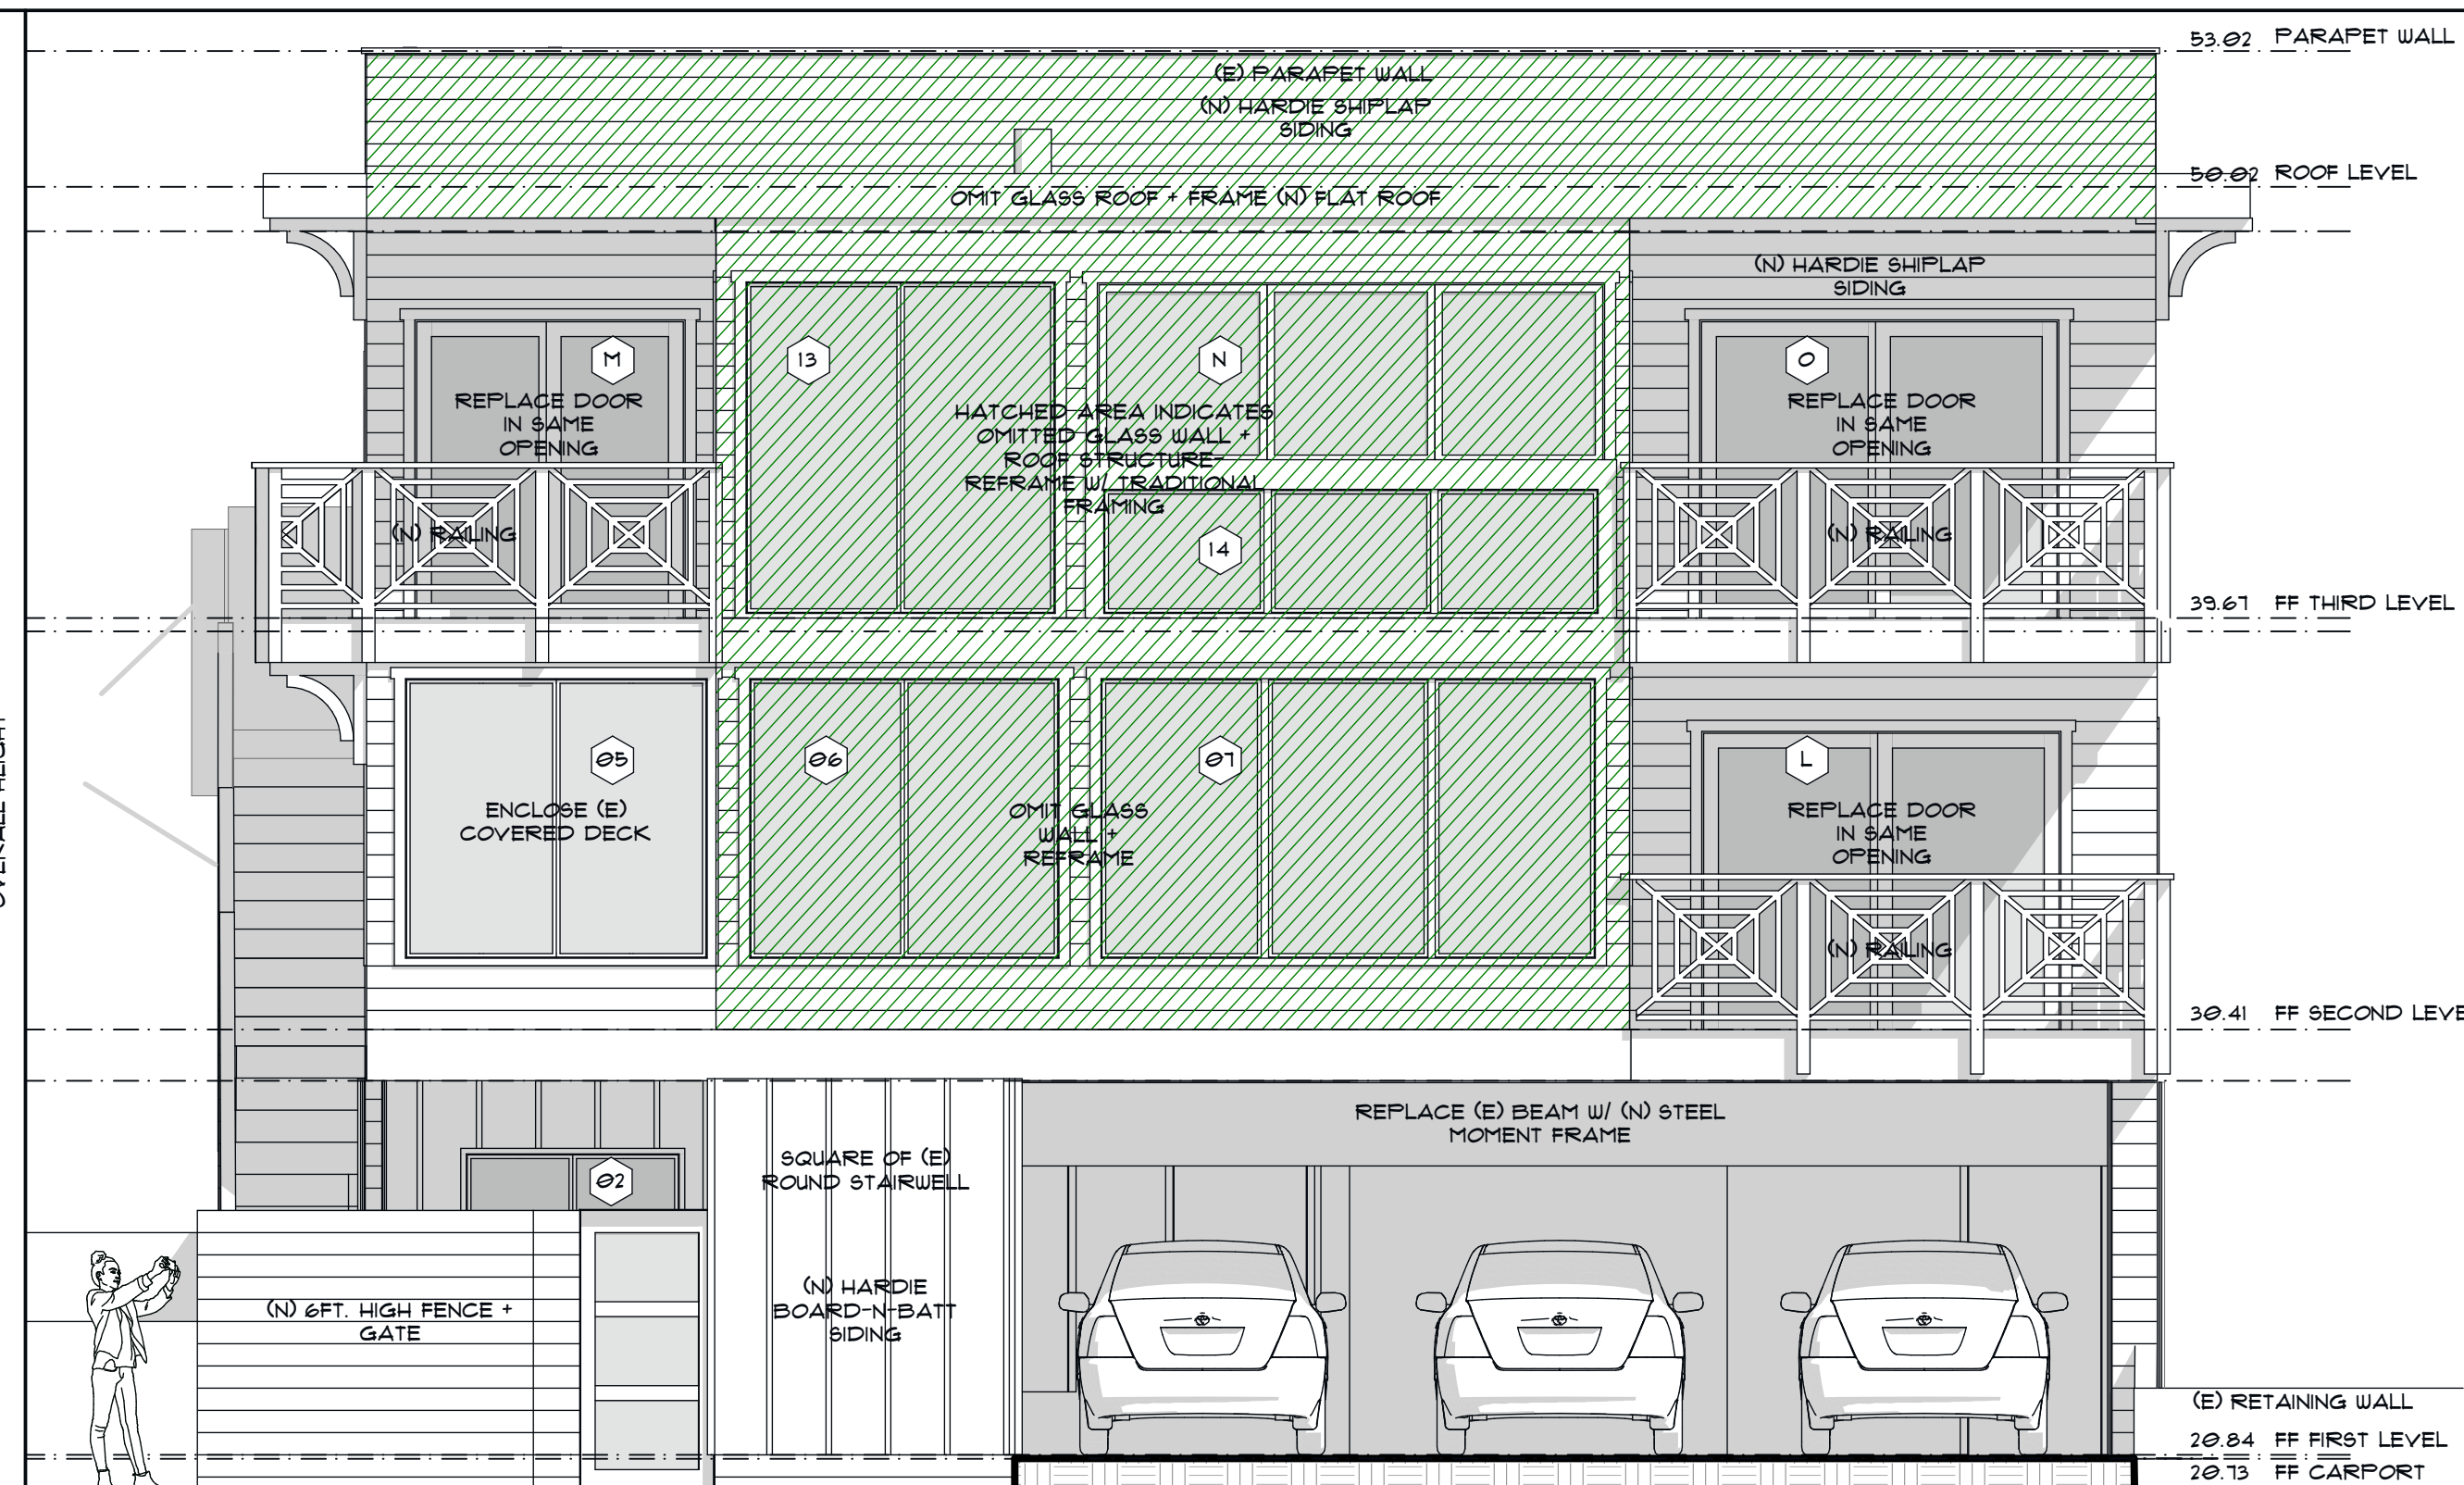 53.02 PARAPET WALL
(E) PARAPET WALL
(N) HARDIE SHIPLAP
SIDING
50.02 ROOF LEVEL
OMIT GLASS ROOF + FRAME (N) FLAT ROOF
(N) HARDIE SHIPLAP
SIDING
M
13
N
O
REPLACE DOOR
IN SAME
OPENING
HATCHED AREA INDICATES
OMITTED GLASS WALL +
ROOF STRUCTURE-
REFRAME W/ TRADITIONAL
FRAMING
REPLACE DOOR
IN SAME
OPENING
(N) RAILING
14
(N) RAILING
39.67 FF THIRD LEVEL
OVERALL HEIGHT
05
06
07
L
ENCLOSE (E)
COVERED DECK
OMIT GLASS
WALL +
REFRAME
REPLACE DOOR
IN SAME
OPENING
(N) RAILING
30.41 FF SECOND LEVE
REPLACE (E) BEAM W/ (N) STEEL
MOMENT FRAME
02
SQUARE OF (E)
ROUND STAIRWELL
(N) 6FT. HIGH FENCE +
GATE
(N) HARDIE
BOARD-N-BATT
SIDING
(E) RETAINING WALL
20.84 FF FIRST LEVEL
20.73 FF CARPORT